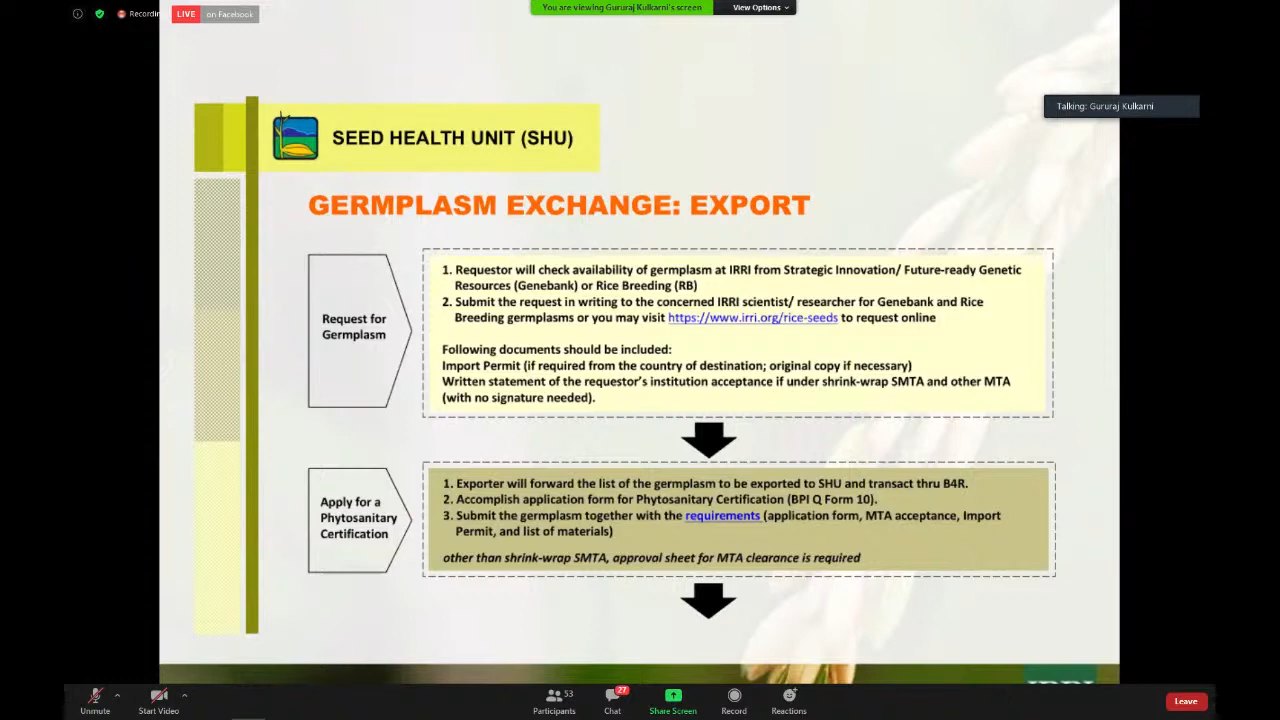 Recordin
LIVE on Facebook
You are viewing Gururaj Kulkarni's screen
View Options
Talking: Gururaj Kulkarni
SEED HEALTH UNIT (SHU)
GERMPLASM EXCHANGE: EXPORT
Request for
Germplasm
1. Requestor will check availability of germplasm at IRRI from Strategic Innovation/ Future-ready Genetic
Resources (Genebank) or Rice Breeding (RB)
2. Submit the request in writing to the concerned IRRI scientist/ researcher for Genebank and Rice
Breeding germplasms or you may visit https://www.irri.org/rice-seeds to request online
Following documents should be included:
Import Permit (if required from the country of destination; original copy if necessary)
Written statement of the requestor's institution acceptance if under shrink-wrap SMTA and other MTA
(with no signature needed).
Apply for a
Phytosanitary
Certification
1. Exporter will forward the list of the germplasm to be exported to SHU and transact thru B4R.
2. Accomplish application form for Phytosanitary Certification (BPI Q Form 10).
3. Submit the germplasm together with the requirements (application form, MTA acceptance, Import
Permit, and list of materials)
other than shrink-wrap SMTA, approval sheet for MTA clearance is required
IRRI
53
27
Unmute
Start Video
Participants
Chat
Share Screen
Record
Reactions
Leave